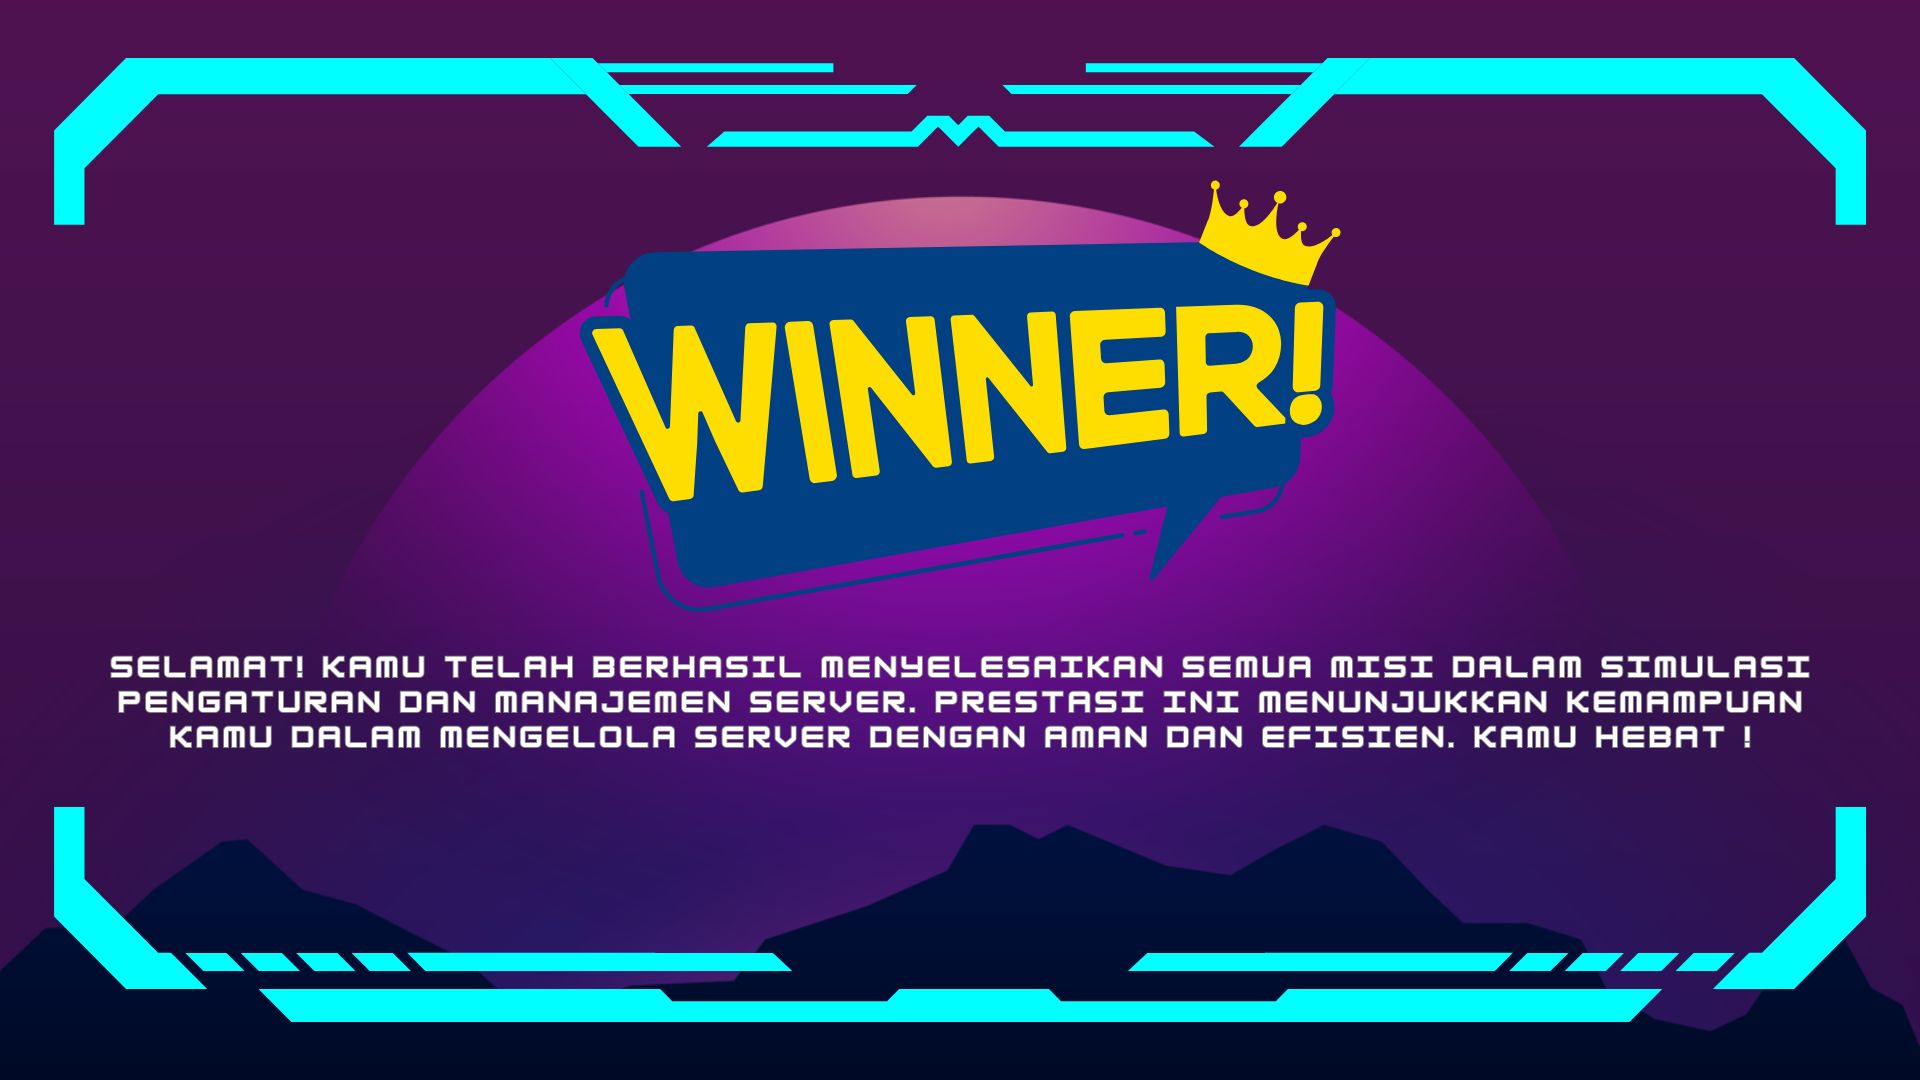 WINNER!
SELAMAT! KAMU TELAH BERHASIL MENYELESAIKAN SEMUA MISI DALAM SIMULASI
PENGATURAN DAN MANAJEMEN SERVER. PRESTASI INI MENUNJUKKAN KEMAMPUAN
KAMU DALAM MENGELOLA SERVER DENGAN AMAN DAN EFISIEN. KAMU HEBAT !